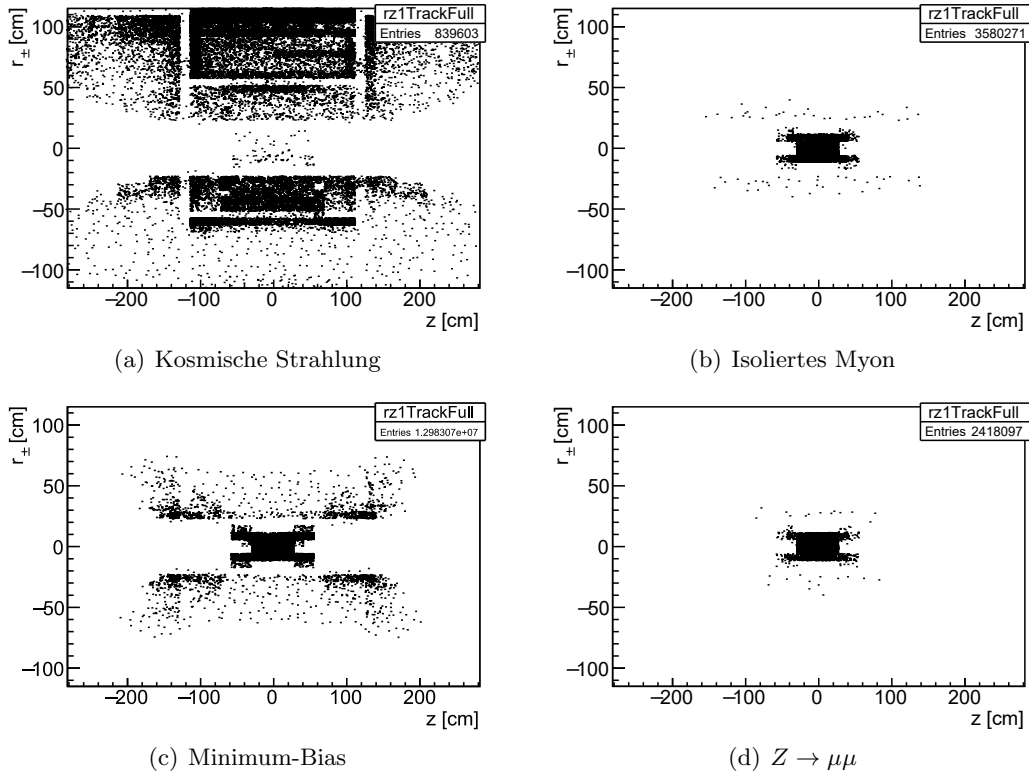 rz1TrackFull
Entries 839603
r± [cm]
100
50
0
−50
−100
−200 −100 0 100 200
z [cm]
(a) Kosmische Strahlung
rz1TrackFull
Entries 3580271
r± [cm]
100
50
0
−50
−100
−200 −100 0 100 200
z [cm]
(b) Isoliertes Myon
rz1TrackFull
Entries 1.298307e+07
r± [cm]
100
50
0
−50
−100
−200 −100 0 100 200
z [cm]
(c) Minimum-Bias
rz1TrackFull
Entries 2418097
r± [cm]
100
50
0
−50
−100
−200 −100 0 100 200
z [cm]
(d) Z → μμ